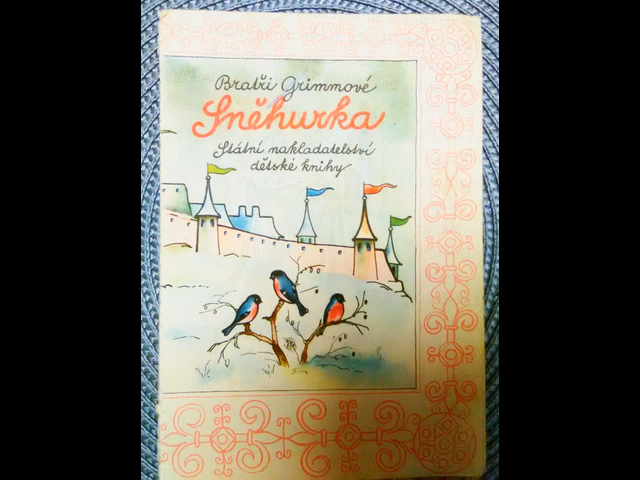 Bratři Grimmové
Sněhurka
Státní nakladatelství
dětské knihy